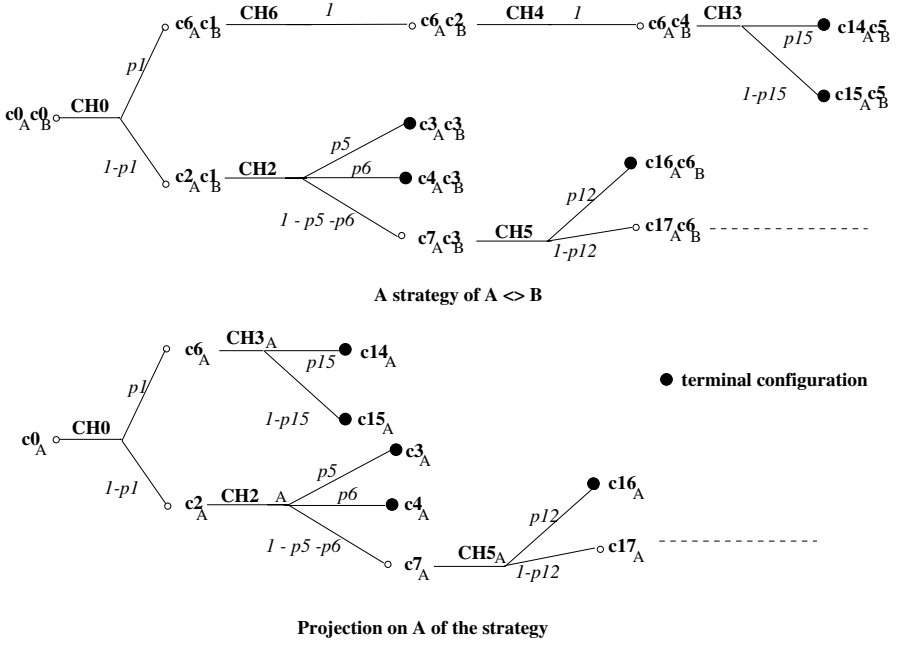 c6A c1B CH6 1 c6A c2B CH4 1 c6A c4B CH3
p15 c14A c5B
p1
1-p15 c15A c5B
c0A c0B CH0
p5 c3A c3B
1-p1 c2A c1B CH2 p6 c4A c3B
c16A c6B
p12
1 - p5 -p6 c7A c3B CH5 c17A c6B
1-p12
A strategy of A <> B
c6A CH3A c14A
p15
p1
terminal configuration
1-p15 c15A
c0A CH0
c3A
p5
1-p1 c2A CH2 A p6 c4A
c16A
p12
1 - p5 -p6 c7A CH5A c17A
1-p12
Projection on A of the strategy